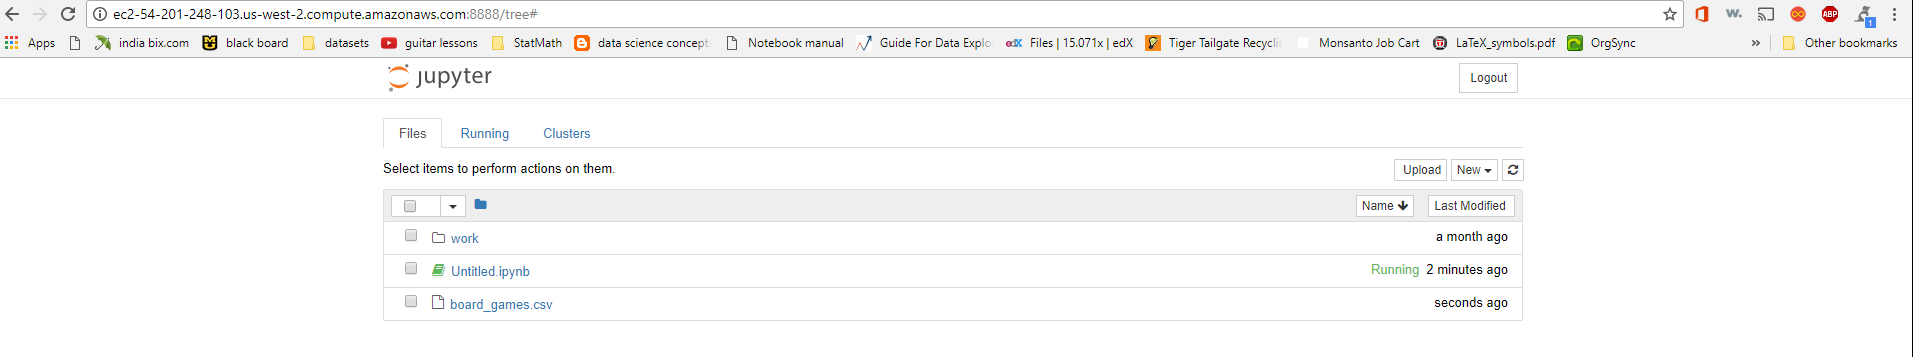 ec2-54-201-248-103.us-west-2.compute.amazonaws.com:8888/tree# w. ABP 1
Apps india bix.com black board datasets guitar lessons StatMath data science concept Notebook manual Guide For Data Explo edX Files | 15.071x | edX Tiger Tailgate Recyclin Monsanto Job Cart LaTeX_symbols.pdf OrgSync » Other bookmarks
jupyter Logout
Files Running Clusters
Select items to perform actions on them. Upload New
Name Last Modified
work a month ago
Untitled.ipynb Running 2 minutes ago
board_games.csv seconds ago